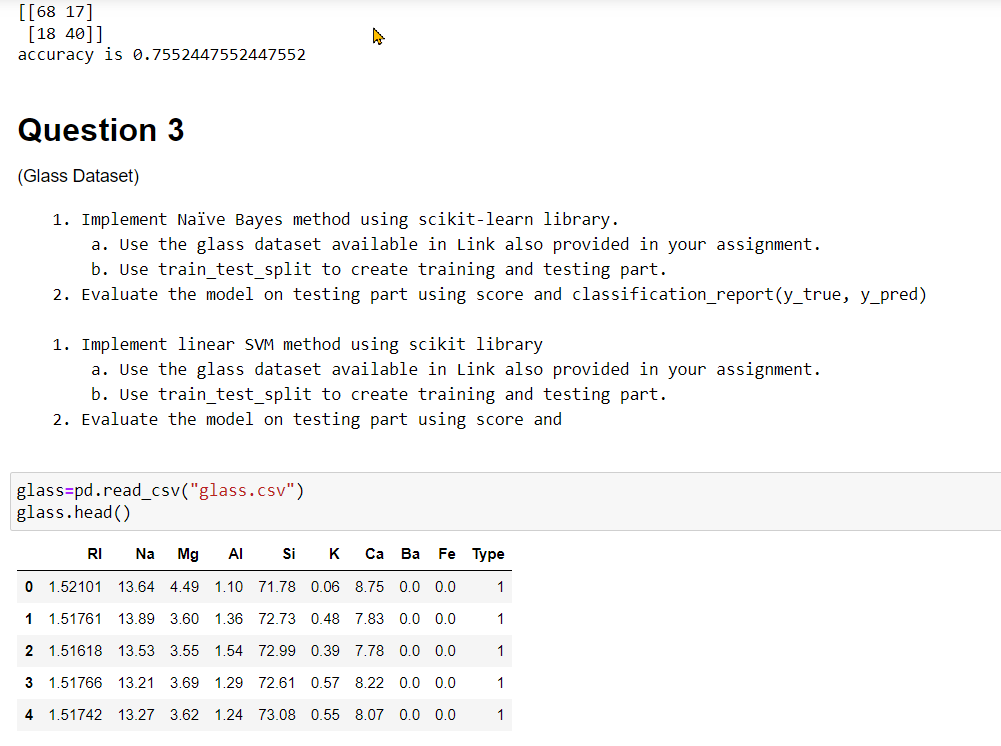 [[68 17]
[18 40]]
accuracy is 0.7552447552447552
Question 3
(Glass Dataset)
1. Implement Naïve Bayes method using scikit-learn library.
a. Use the glass dataset available in Link also provided in your assignment.
b. Use train_test_split to create training and testing part.
2. Evaluate the model on testing part using score and classification_report(y_true, y_pred)
1. Implement linear SVM method using scikit library
a. Use the glass dataset available in Link also provided in your assignment.
b. Use train_test_split to create training and testing part.
2. Evaluate the model on testing part using score and
glass=pd.read_csv("glass.csv")
glass.head()
RI Na Mg Al Si K Ca Ba Fe Type
0 1.52101 13.64 4.49 1.10 71.78 0.06 8.75 0.0 0.0 1
1 1.51761 13.89 3.60 1.36 72.73 0.48 7.83 0.0 0.0 1
2 1.51618 13.53 3.55 1.54 72.99 0.39 7.78 0.0 0.0 1
3 1.51766 13.21 3.69 1.29 72.61 0.57 8.22 0.0 0.0 1
4 1.51742 13.27 3.62 1.24 73.08 0.55 8.07 0.0 0.0 1